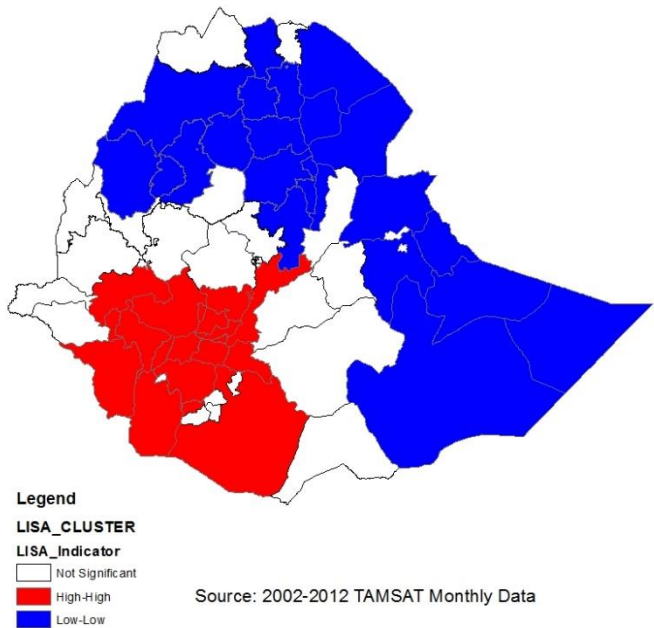 Legend
LISA_CLUSTER
LISA_Indicator
Not Significant
High-High
Low-Low
Source: 2002-2012 TAMSAT Monthly Data